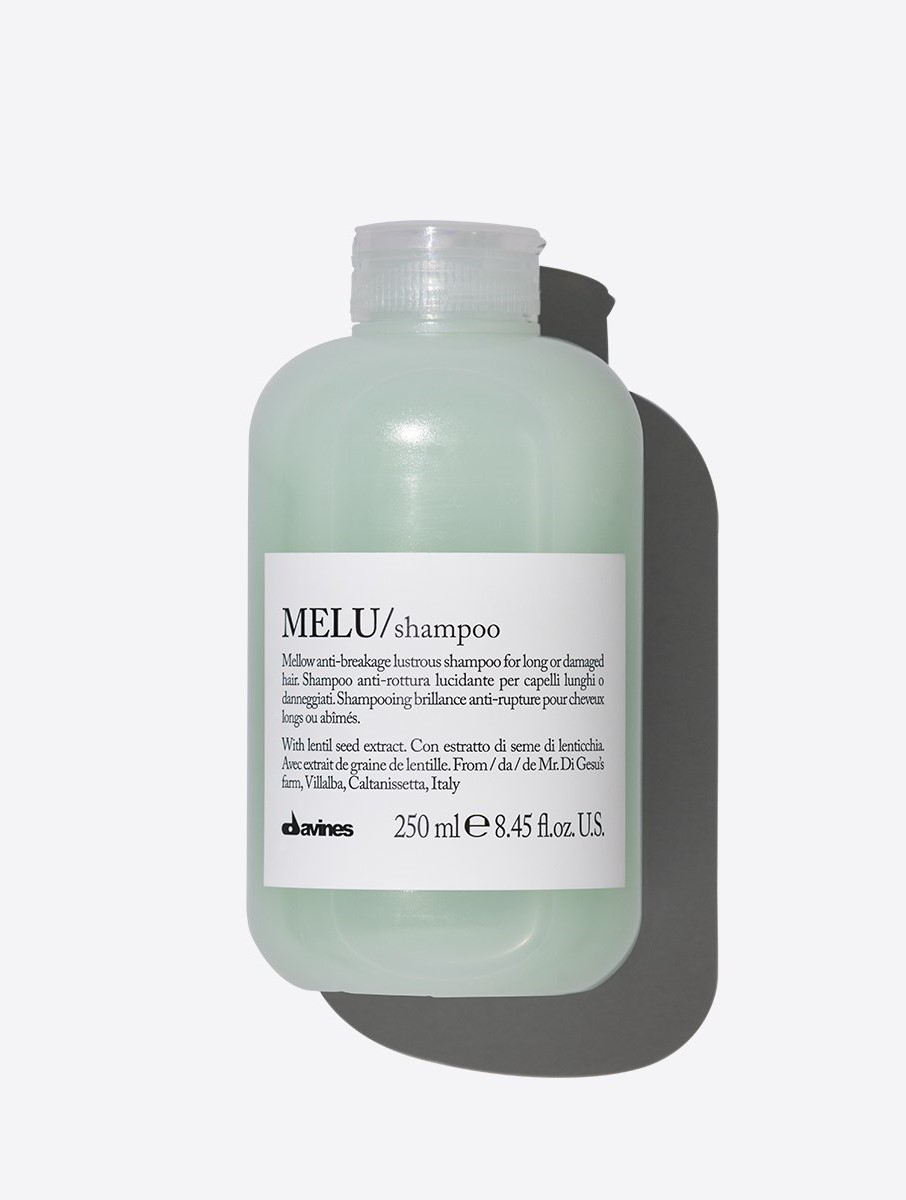 MELU/shampoo
Mellow anti-breakage lustrous shampoo for long or damaged
hair. Shampoo anti-rottura lucidante per capelli lunghi o
danneggiati. Shampooing brillance anti-rupture pour cheveux
longs ou abîmés.
With lentil seed extract. Con estratto di seme di lenticchia.
Avec extrait de graine de lentille. From / da / de Mr. Di Gesu's
farm, Villalba, Caltanissetta, Italy
davines 250 ml ℮ 8.45 fl.oz. U.S.